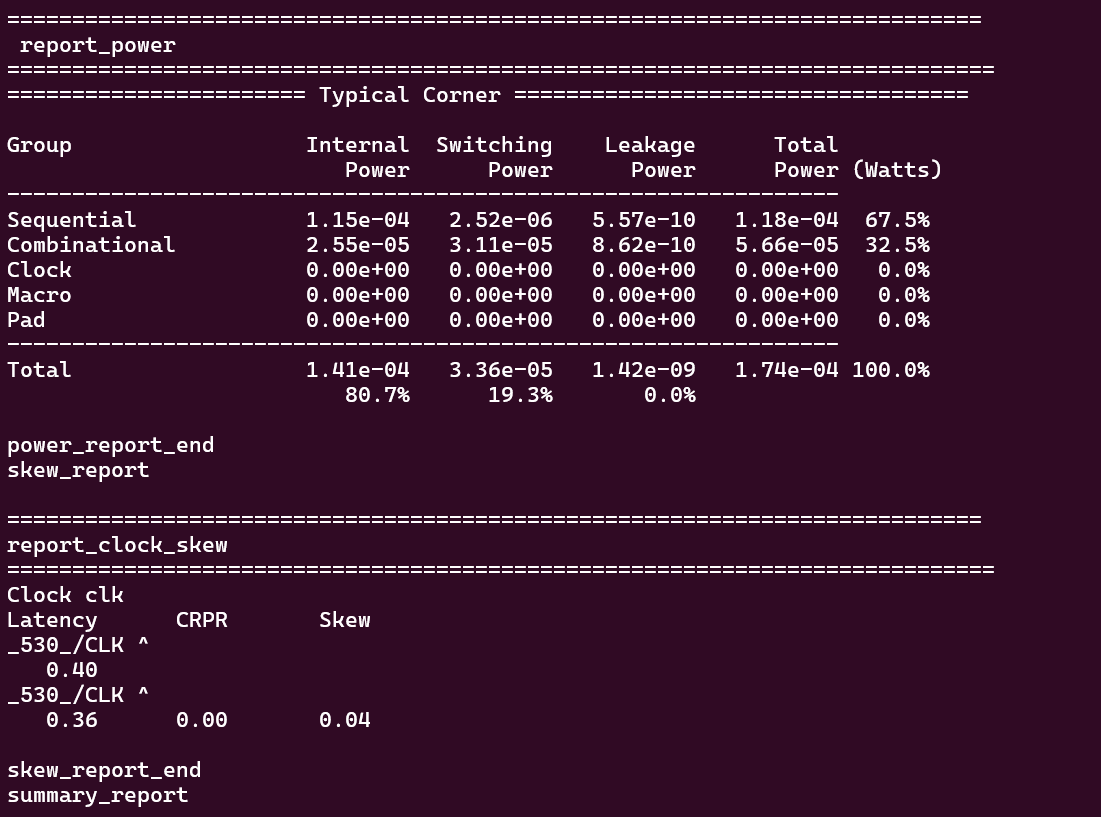 ===========================================================================
 report_power
============================================================================
======================= Typical Corner ===================================

Group                  Internal  Switching    Leakage      Total
                          Power      Power      Power      Power (Watts)
----------------------------------------------------------------
Sequential             1.15e-04   2.52e-06   5.57e-10   1.18e-04  67.5%
Combinational          2.55e-05   3.11e-05   8.62e-10   5.66e-05  32.5%
Clock                  0.00e+00   0.00e+00   0.00e+00   0.00e+00   0.0%
Macro                  0.00e+00   0.00e+00   0.00e+00   0.00e+00   0.0%
Pad                    0.00e+00   0.00e+00   0.00e+00   0.00e+00   0.0%
----------------------------------------------------------------
Total                  1.41e-04   3.36e-05   1.42e-09   1.74e-04 100.0%
                          80.7%      19.3%       0.0%

power_report_end
skew_report

===========================================================================
report_clock_skew
============================================================================
Clock clk
Latency      CRPR       Skew
_530_/CLK ^
   0.40
_530_/CLK ^
   0.36      0.00       0.04

skew_report_end
summary_report